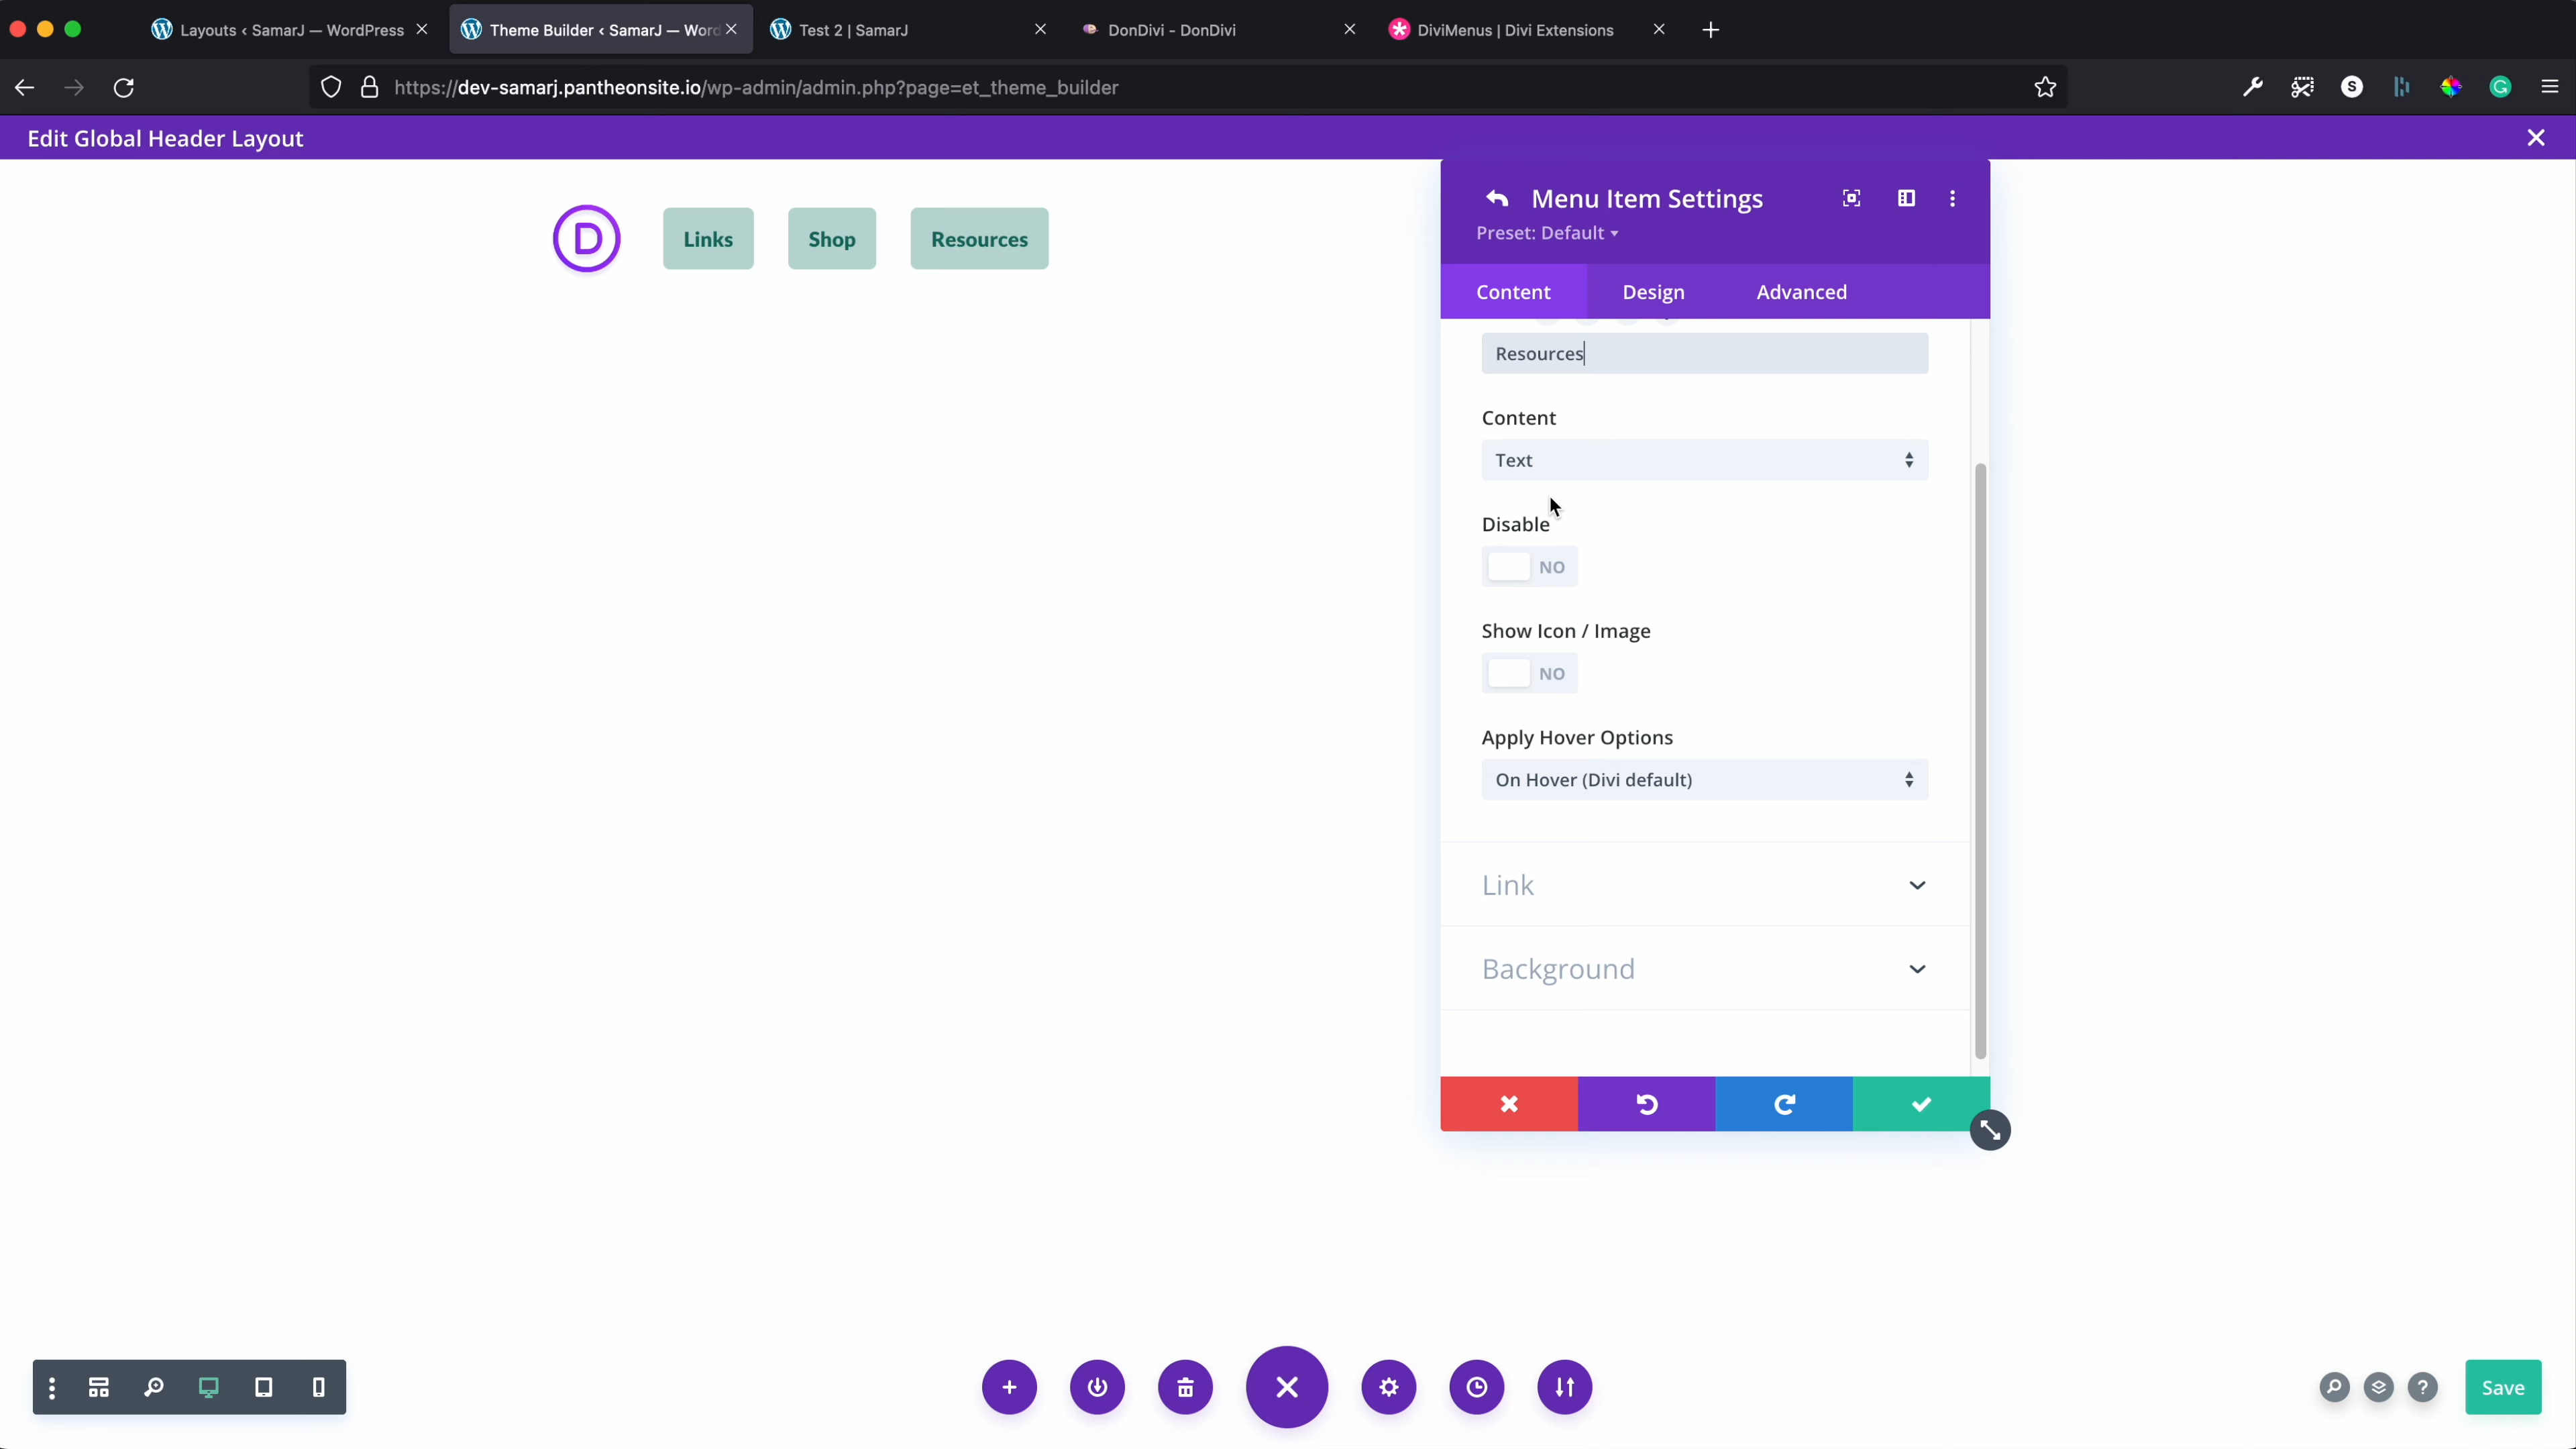 Layouts ‹ SamarJ — WordPress
Theme Builder ‹ SamarJ — Word
Test 2 | SamarJ
DonDivi - DonDivi
DiviMenus | Divi Extensions
https://dev-samarj.pantheonsite.io/wp-admin/admin.php?page=et_theme_builder
S
G
Edit Global Header Layout
D
Links
Shop
Resources
Menu Item Settings
Preset: Default
Content
Design
Advanced
Resources
Content
Text
Disable
NO
Show Icon / Image
NO
Apply Hover Options
On Hover (Divi default)
Link
Background
?
Save